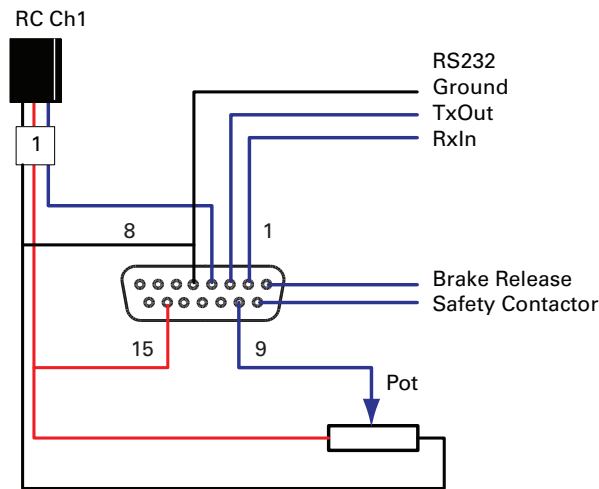 RC Ch1
RS232
Ground
TxOut
RxIn
1
8
1
Brake Release
Safety Contactor
15
9
Pot